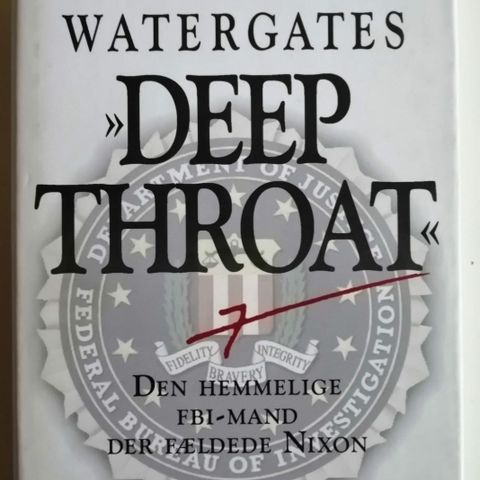 WATERGATES
»DEEP
THROAT«
DEPARTMENT OF JUSTICE
FEDERAL BUREAU OF INVESTIGATION
FIDELITY
BRAVERY
INTEGRITY
DEN HEMMELIGE
FBI-MAND
DER FÆLDEDE NIXON